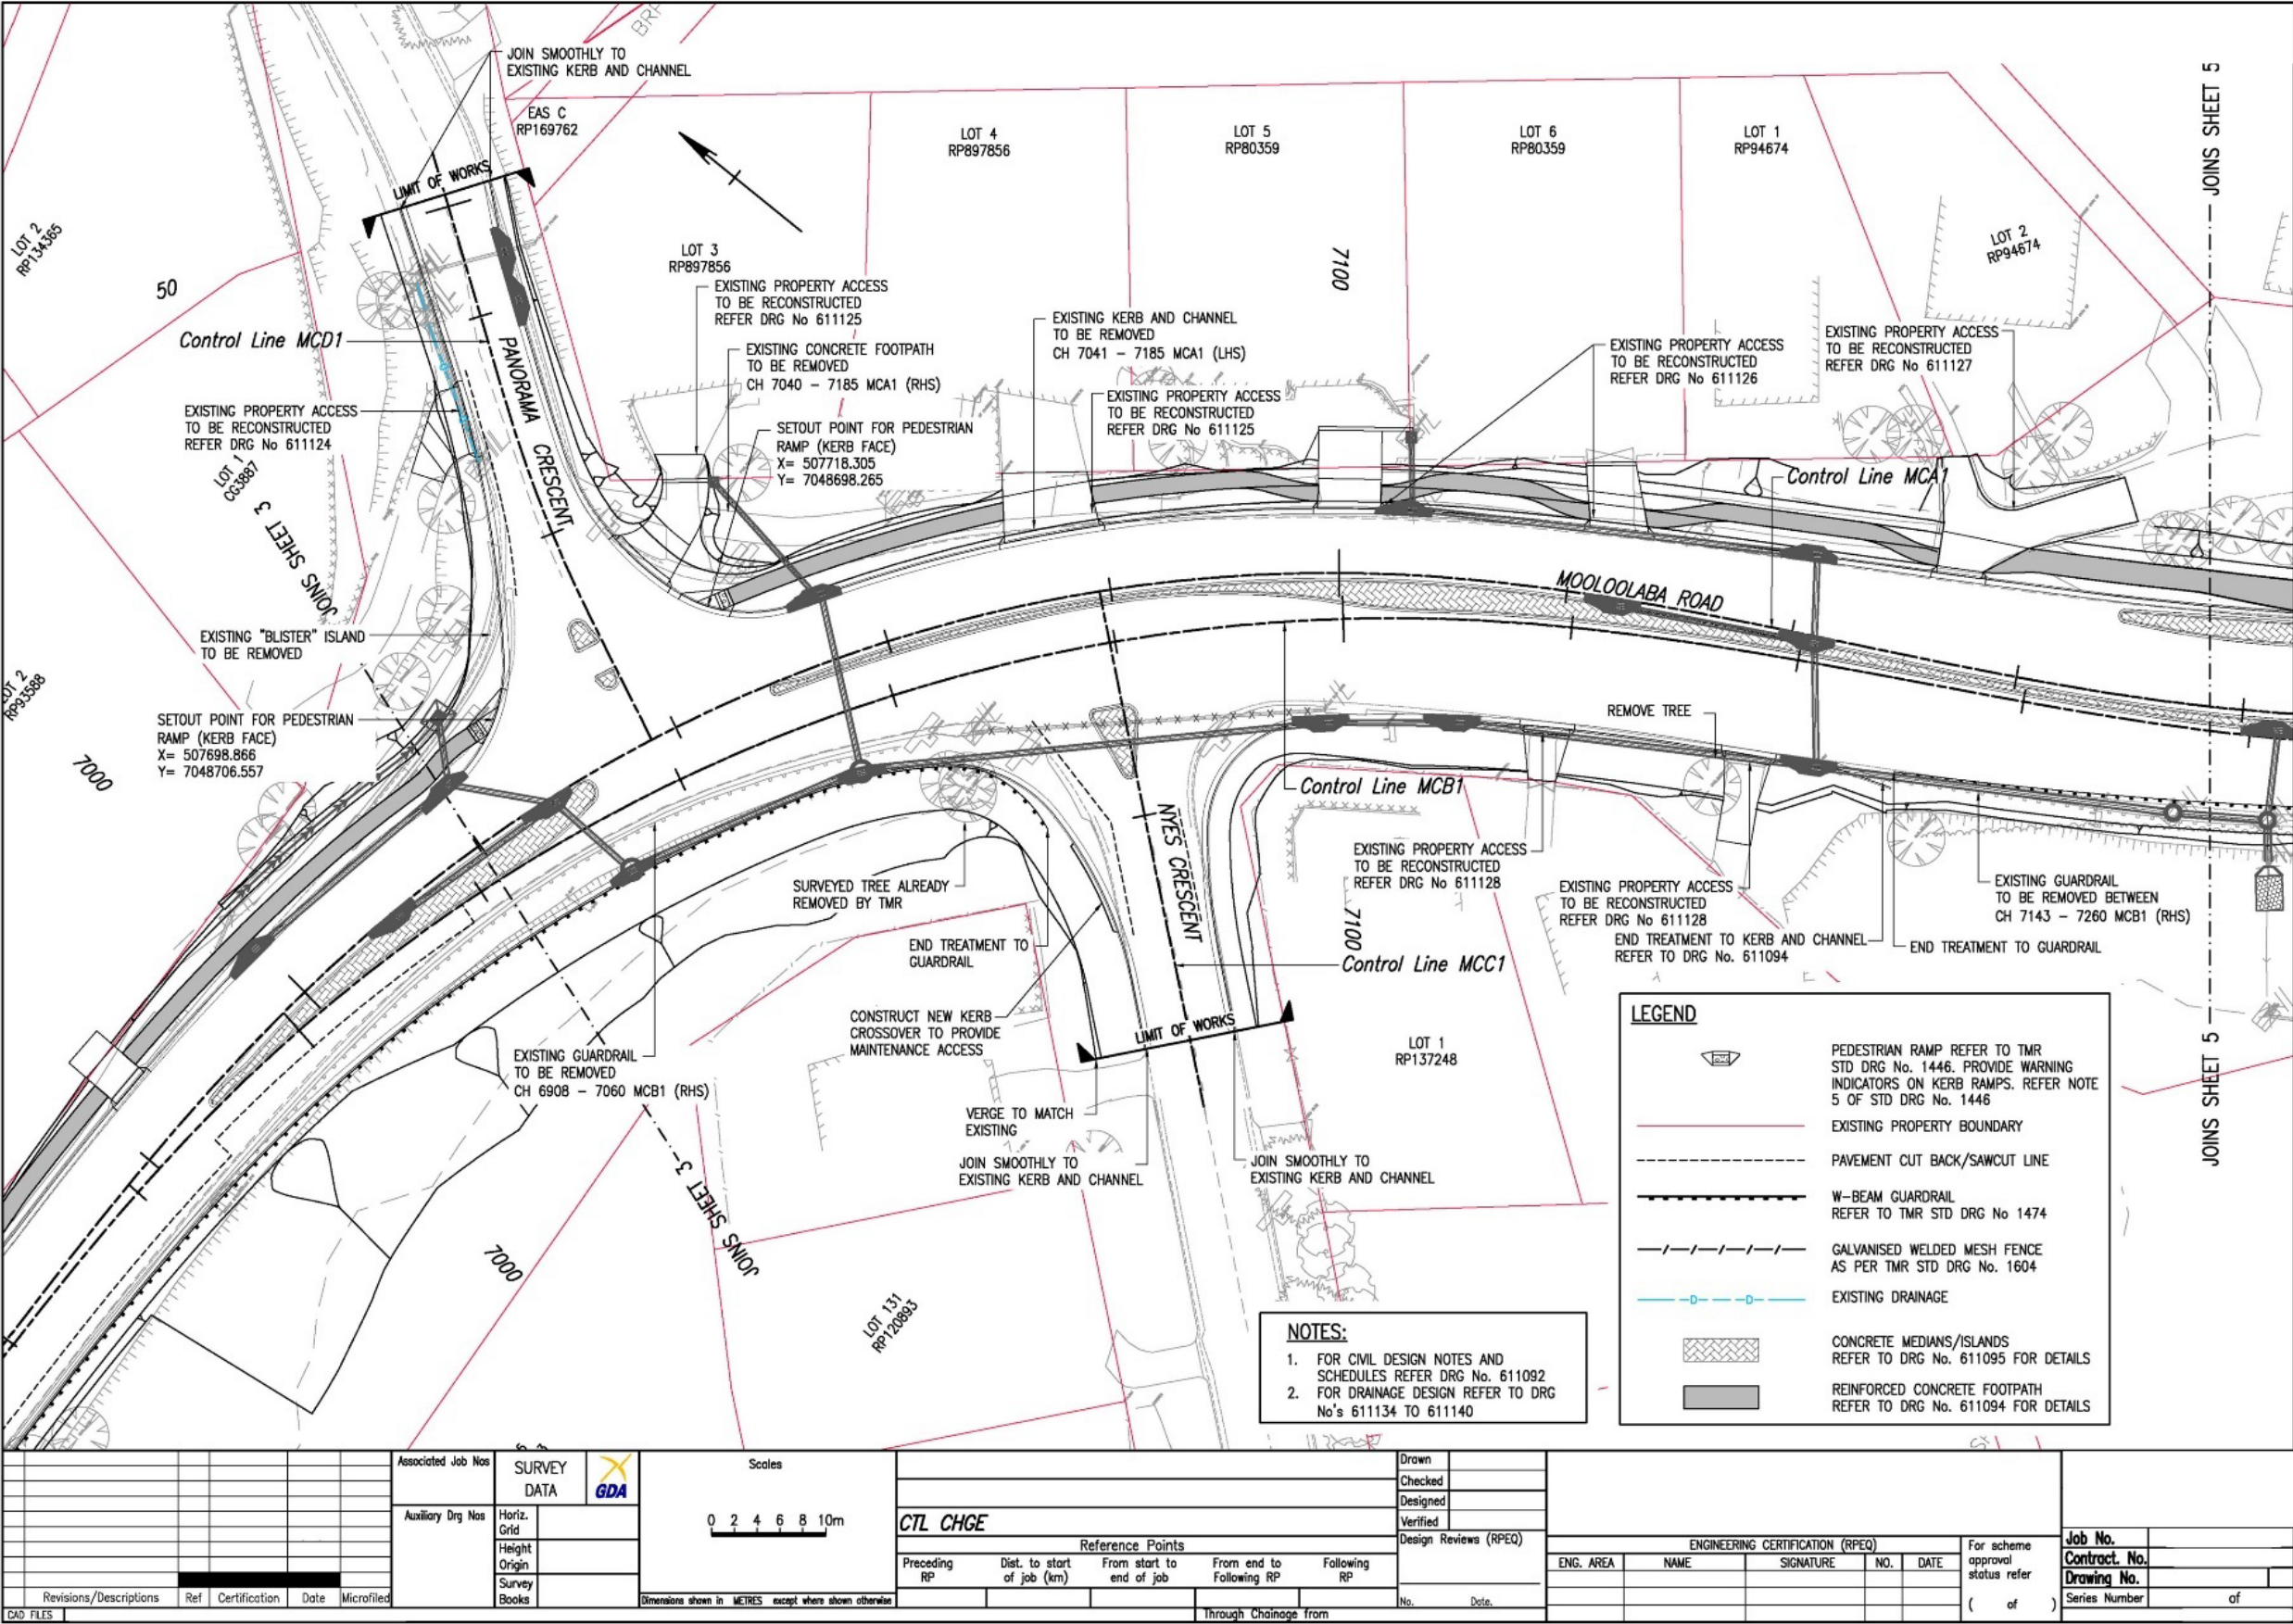 JOIN SMOOTHLY TO
EXISTING KERB AND CHANNEL
EAS C
RP169762
LIMIT OF WORKS
LOT 4
RP897856
LOT 5
RP80359
LOT 6
RP80359
LOT 1
RP94674
JOINS SHEET 5
LOT 2
RP134365
50
LOT 3
RP897856
7100
LOT 2
RP94674
EXISTING PROPERTY ACCESS
TO BE RECONSTRUCTED
REFER DRG No 611125
Control Line MCD1
PANORAMA CRESCENT
EXISTING CONCRETE FOOTPATH
TO BE REMOVED
CH 7040 - 7185 MCA1 (RHS)
EXISTING KERB AND CHANNEL
TO BE REMOVED
CH 7041 - 7185 MCA1 (LHS)
EXISTING PROPERTY ACCESS
TO BE RECONSTRUCTED
REFER DRG No 611126
EXISTING PROPERTY ACCESS
TO BE RECONSTRUCTED
REFER DRG No 611127
EXISTING PROPERTY ACCESS
TO BE RECONSTRUCTED
REFER DRG No 611124
EXISTING PROPERTY ACCESS
TO BE RECONSTRUCTED
REFER DRG No 611125
SETOUT POINT FOR PEDESTRIAN
RAMP (KERB FACE)
X= 507718.305
Y= 7048698.265
LOT 1
CG3887
JOINS SHEET 3
Control Line MCA1
MOOLOOLABA ROAD
EXISTING "BLISTER" ISLAND
TO BE REMOVED
LOT 2
RP93588
SETOUT POINT FOR PEDESTRIAN
RAMP (KERB FACE)
X= 507698.866
Y= 7048706.557
7000
REMOVE TREE
Control Line MCB1
NYES CRESCENT
SURVEYED TREE ALREADY
REMOVED BY TMR
EXISTING PROPERTY ACCESS
TO BE RECONSTRUCTED
REFER DRG No 611128
EXISTING PROPERTY ACCESS
TO BE RECONSTRUCTED
REFER DRG No 611128
EXISTING GUARDRAIL
TO BE REMOVED BETWEEN
CH 7143 - 7260 MCB1 (RHS)
7100
END TREATMENT TO
GUARDRAIL
END TREATMENT TO KERB AND CHANNEL
REFER TO DRG No. 611094
END TREATMENT TO GUARDRAIL
Control Line MCC1
CONSTRUCT NEW KERB
CROSSOVER TO PROVIDE
MAINTENANCE ACCESS
LIMIT OF WORKS
LOT 1
RP137248
EXISTING GUARDRAIL
TO BE REMOVED
CH 6908 - 7060 MCB1 (RHS)
VERGE TO MATCH
EXISTING
JOIN SMOOTHLY TO
EXISTING KERB AND CHANNEL
JOIN SMOOTHLY TO
EXISTING KERB AND CHANNEL
JOINS SHEET 3
7000
LOT 131
RP120893
JOINS SHEET 5
LEGEND
PEDESTRIAN RAMP REFER TO TMR
STD DRG No. 1446. PROVIDE WARNING
INDICATORS ON KERB RAMPS. REFER NOTE
5 OF STD DRG No. 1446
EXISTING PROPERTY BOUNDARY
PAVEMENT CUT BACK/SAWCUT LINE
W-BEAM GUARDRAIL
REFER TO TMR STD DRG No 1474
GALVANISED WELDED MESH FENCE
AS PER TMR STD DRG No. 1604
D D
EXISTING DRAINAGE
CONCRETE MEDIANS/ISLANDS
REFER TO DRG No. 611095 FOR DETAILS
REINFORCED CONCRETE FOOTPATH
REFER TO DRG No. 611094 FOR DETAILS
NOTES:
1. FOR CIVIL DESIGN NOTES AND
SCHEDULES REFER DRG No. 611092
2. FOR DRAINAGE DESIGN REFER TO DRG
No's 611134 TO 611140
Revisions/Descriptions Ref Certification Date Microfiled
CAD FILES
Associated Job Nos
Auxiliary Drg Nos
SURVEY
DATA
GDA
Horiz.
Grid
Height
Origin
Survey
Books
Scales
0 2 4 6 8 10m
Dimensions shown in METRES except where shown otherwise
CTL CHGE
Reference Points
Preceding
RP
Dist. to start
of job (km)
From start to
end of job
From end to
Following RP
Following
RP
Through Chainage from
Drawn
Checked
Designed
Verified
Design Reviews (RPEQ)
No. Date.
ENGINEERING CERTIFICATION (RPEQ)
ENG. AREA NAME SIGNATURE NO. DATE
For scheme
approval
status refer
( of )
Job No.
Contract. No.
Drawing No.
Series Number of